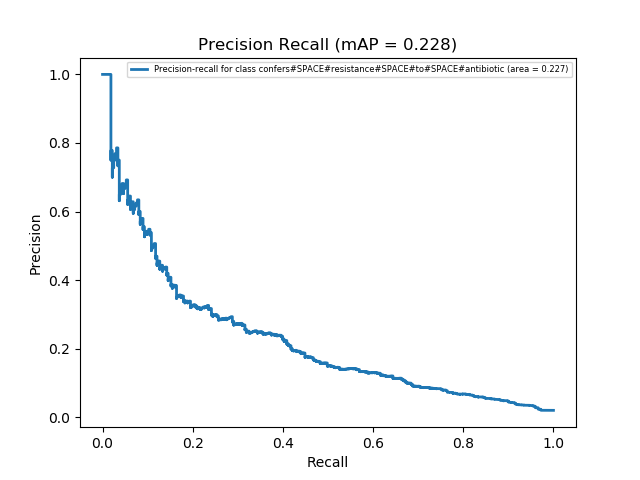 Precision Recall (mAP = 0.228)
Precision-recall for class confers#SPACE#resistance#SPACE#to#SPACE#antibiotic (area = 0.227)
1.0
0.8
0.6
0.4
0.2
0.0
Precision
0.0 0.2 0.4 0.6 0.8 1.0
Recall